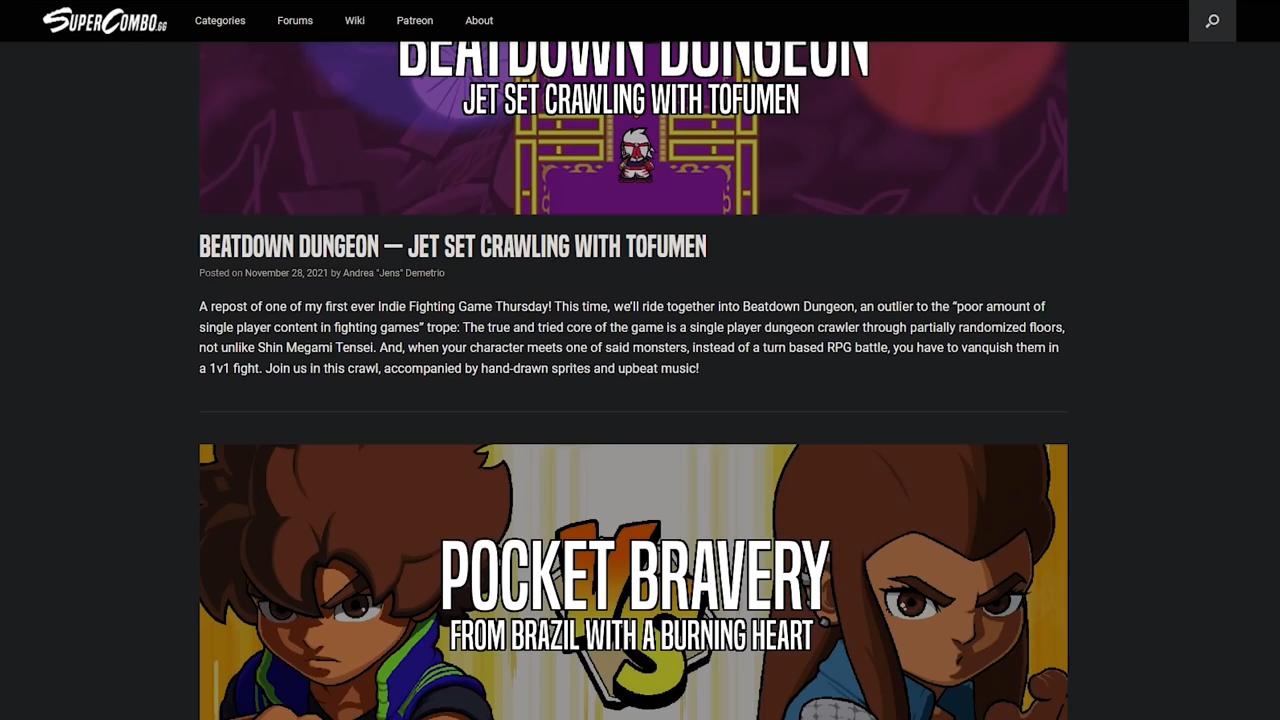 SUPERCOMBO.GG
Categories
Forums
Wiki
Patreon
About
BEATDOWN DUNGEON
JET SET CRAWLING WITH TOFUMEN
BEATDOWN DUNGEON — JET SET CRAWLING WITH TOFUMEN
Posted on November 28, 2021 by Andrea "Jens" Demetrio
A repost of one of my first ever Indie Fighting Game Thursday! This time, we’ll ride together into Beatdown Dungeon, an outlier to the “poor amount of
single player content in fighting games” trope: The true and tried core of the game is a single player dungeon crawler through partially randomized floors,
not unlike Shin Megami Tensei. And, when your character meets one of said monsters, instead of a turn based RPG battle, you have to vanquish them in
a 1v1 fight. Join us in this crawl, accompanied by hand-drawn sprites and upbeat music!
VS
POCKET BRAVERY
FROM BRAZIL WITH A BURNING HEART